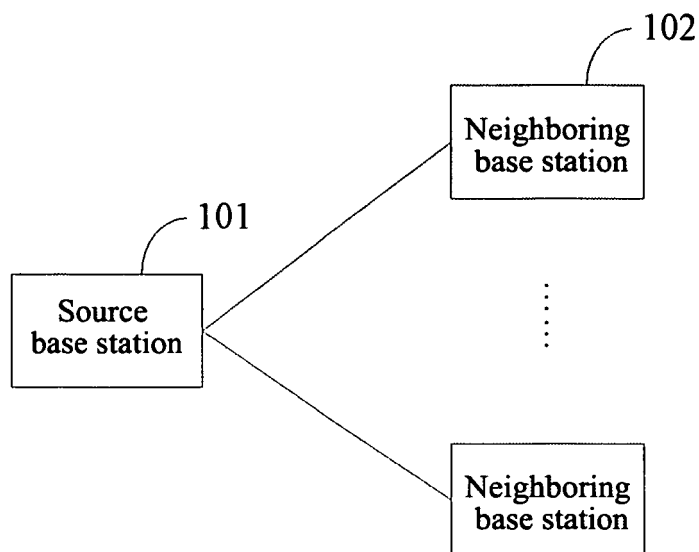 102
Neighboring
base station
101
Source
base station
Neighboring
base station